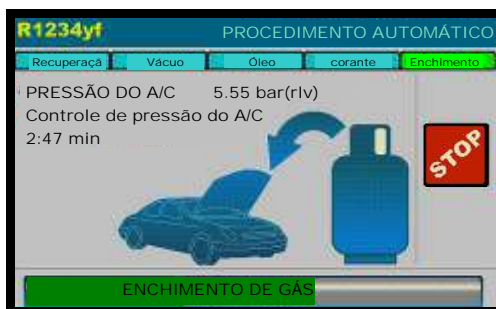 R1234yf PROCEDIMENTO AUTOMÁTICO
Recuperaçã Vácuo Óleo corante Enchimento
PRESSÃO DO A/C 5.55 bar(rlv)
Controle de pressão do A/C
2:47 min
STOP
ENCHIMENTO DE GÁS